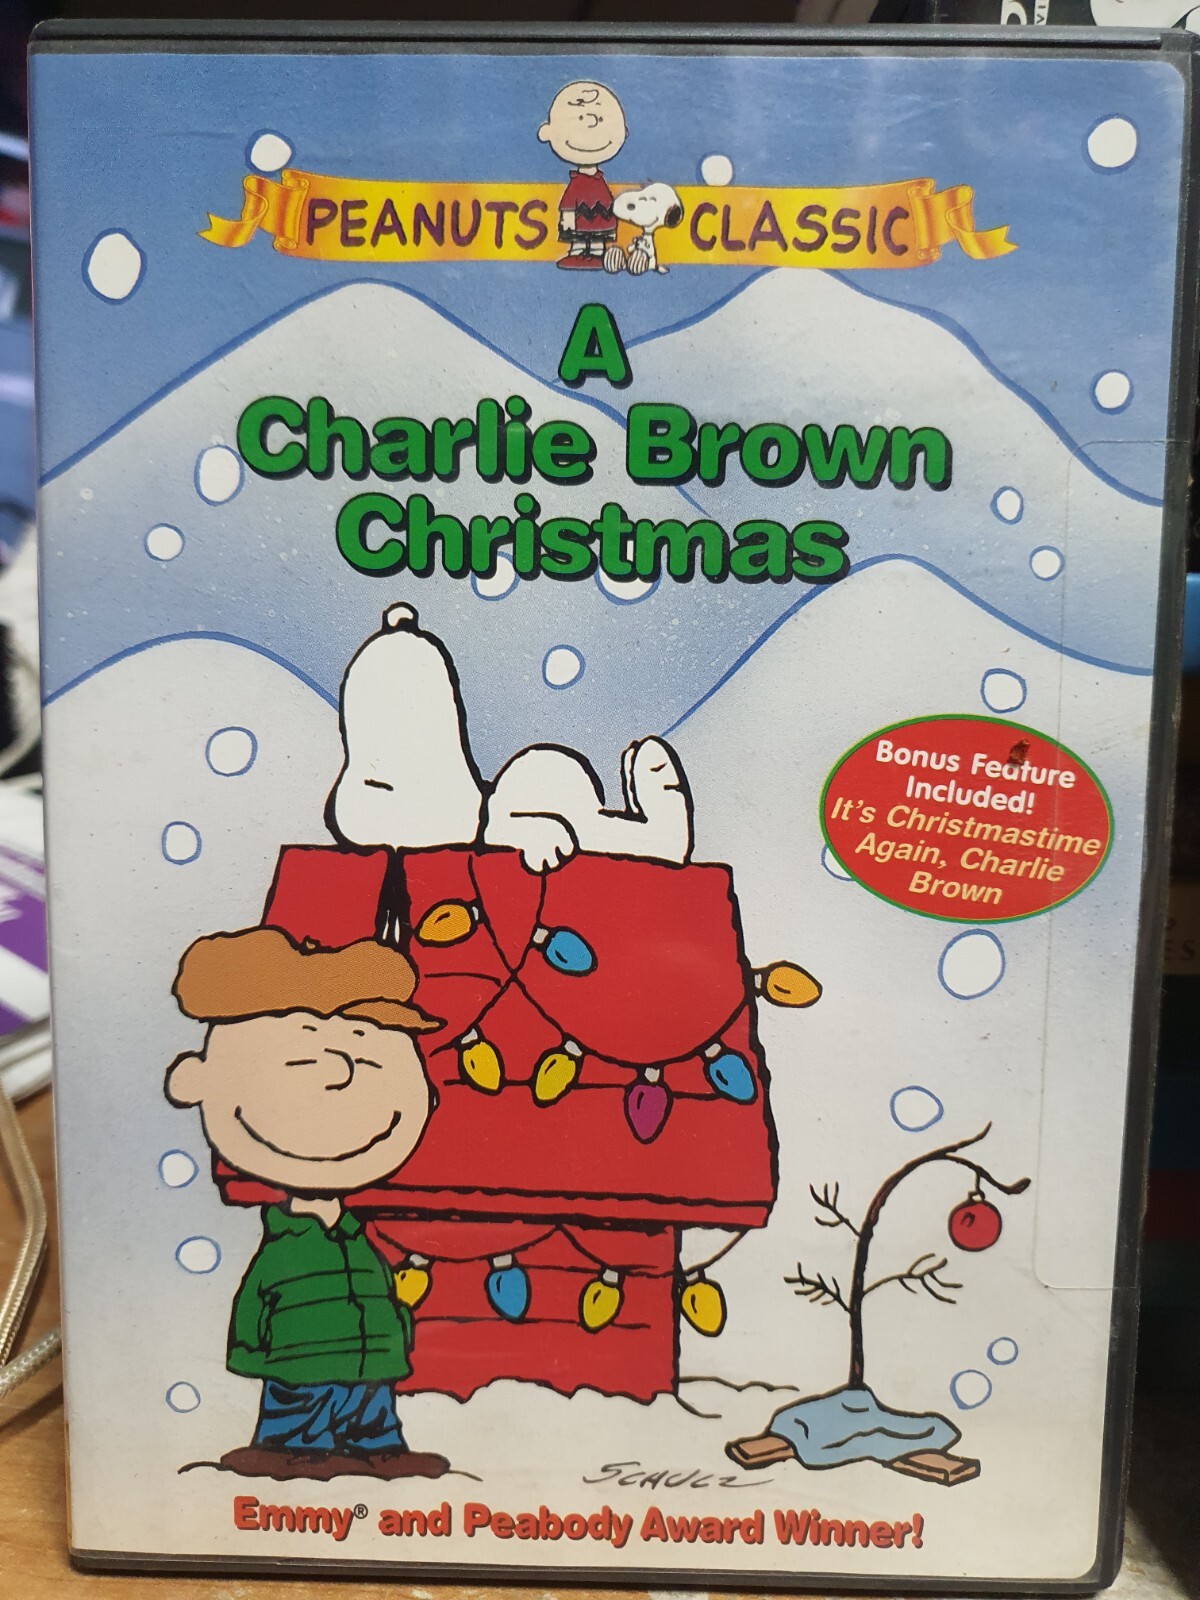 PEANUTS CLASSIC
A
Charlie Brown
Christmas
Bonus Feature
Included!
It's Christmastime
Again, Charlie
Brown
SCHULZ
Emmy® and Peabody Award Winner!